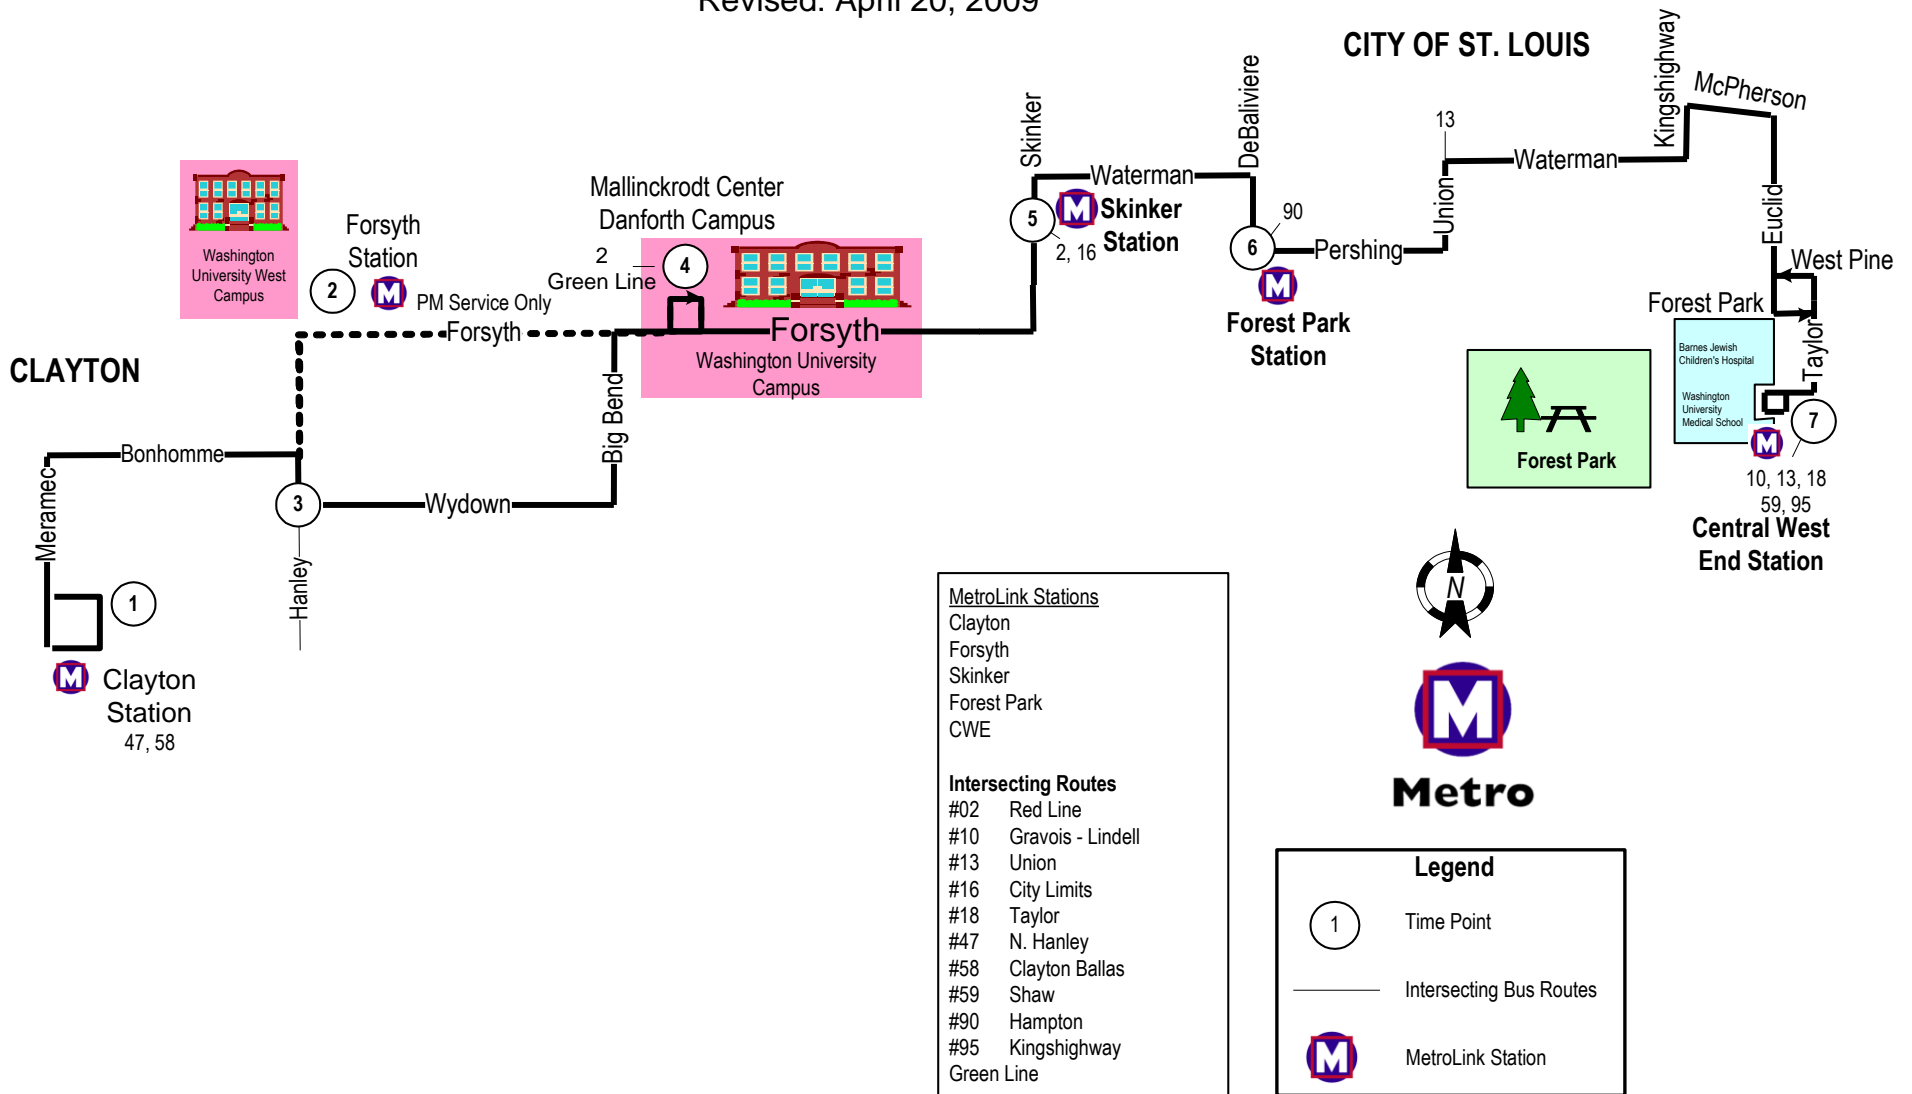 Revised: April 20, 2009
CITY OF ST. LOUIS
Kingshighway
McPherson
DeBaliviere
Skinker
13
Waterman
Waterman
Mallinckrodt Center
Danforth Campus
Skinker
Station
5
2, 16
90
6
Pershing
Union
Euclid
West Pine
Washington
University West
Campus
Forsyth
Station
2
PM Service Only
Forsyth
2
Green Line
4
Forsyth
Washington University
Campus
Forest Park
Station
Forest Park
Barnes Jewish
Children's Hospital
Washington
University
Medical School
Taylor
7
10, 13, 18
59, 95
Central West
End Station
Forest Park
CLAYTON
Bonhomme
Meramec
3
Wydown
Big Bend
Hanley
1
Clayton
Station
47, 58
N
Metro
MetroLink Stations
Clayton
Forsyth
Skinker
Forest Park
CWE
Intersecting Routes
#02 Red Line
#10 Gravois - Lindell
#13 Union
#16 City Limits
#18 Taylor
#47 N. Hanley
#58 Clayton Ballas
#59 Shaw
#90 Hampton
#95 Kingshighway
Green Line
Legend
1 Time Point
Intersecting Bus Routes
M MetroLink Station